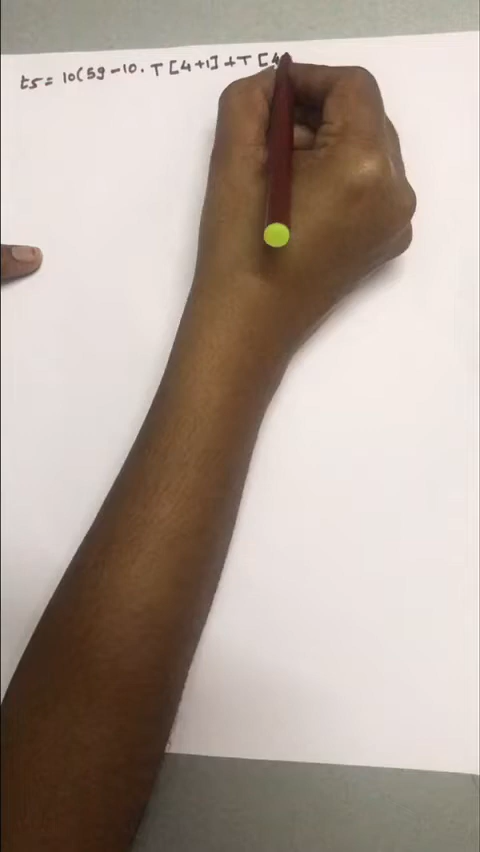 t5 = 10(59-10. T [4+1] + T [4